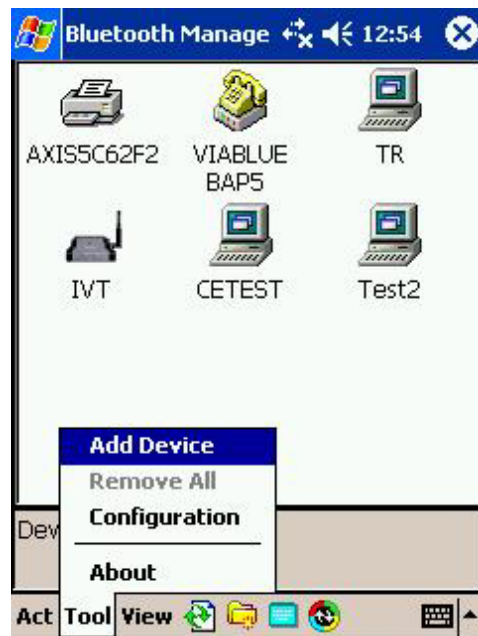 Bluetooth Manage 12:54
AXIS5C62F2 VIABLUE BAP5 TR
IVT CETEST Test2
Add Device
Remove All
Configuration
Dev
About
Act Tool View